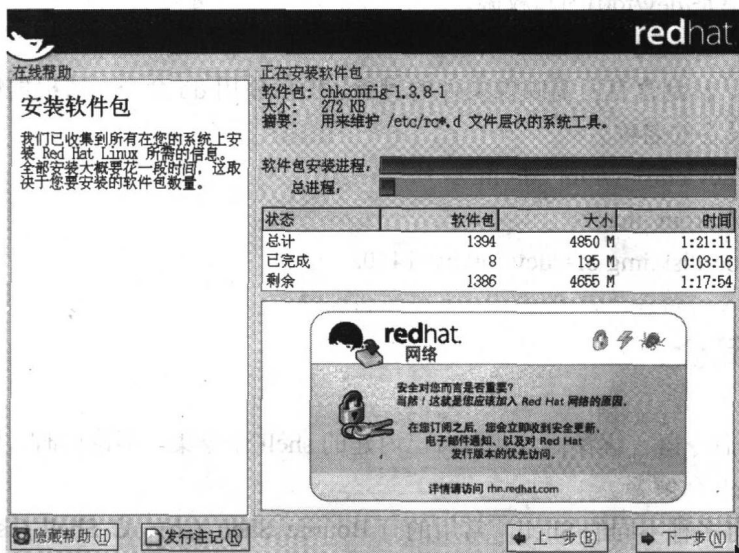 redhat
在线帮助
安装软件包
我们已收集到所有在您的系统上安
装 Red Hat Linux 所需的信息。
全部安装大概要花一段时间，这取
决于您要安装的软件包数量。
正在安装软件包
软件包： chkconfig-1.3.8-1
大小： 272 KB
摘要： 用来维护 /etc/rc*.d 文件层次的系统工具。
软件包安装进程，
总进程，
状态 软件包 大小 时间
总计 1394 4850 M 1:21:11
已完成 8 195 M 0:03:16
剩余 1386 4655 M 1:17:54
redhat.
网络
安全对您而言是否重要？
当然！这就是您应该加入 Red Hat 网络的原因。
在您订阅之后，您会立即收到安全更新、
电子邮件通知、以及对 Red Hat
发行版本的优先访问。
详情请访问 rhn.redhat.com
隐藏帮助(H) 发行注记(R) 上一步(B) 下一步(N)